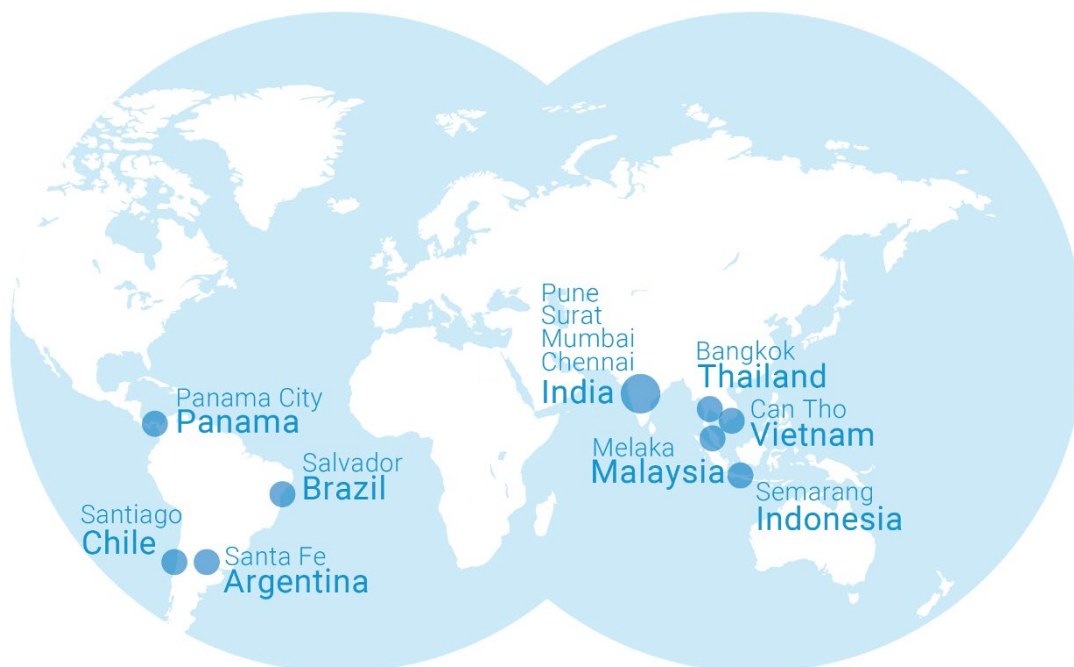 Pune
Surat
Mumbai
Chennai
India
Bangkok
Thailand
Panama City
Panama
Can Tho
Vietnam
Melaka
Malaysia
Salvador
Brazil
Semarang
Indonesia
Santiago
Chile
Santa Fe
Argentina